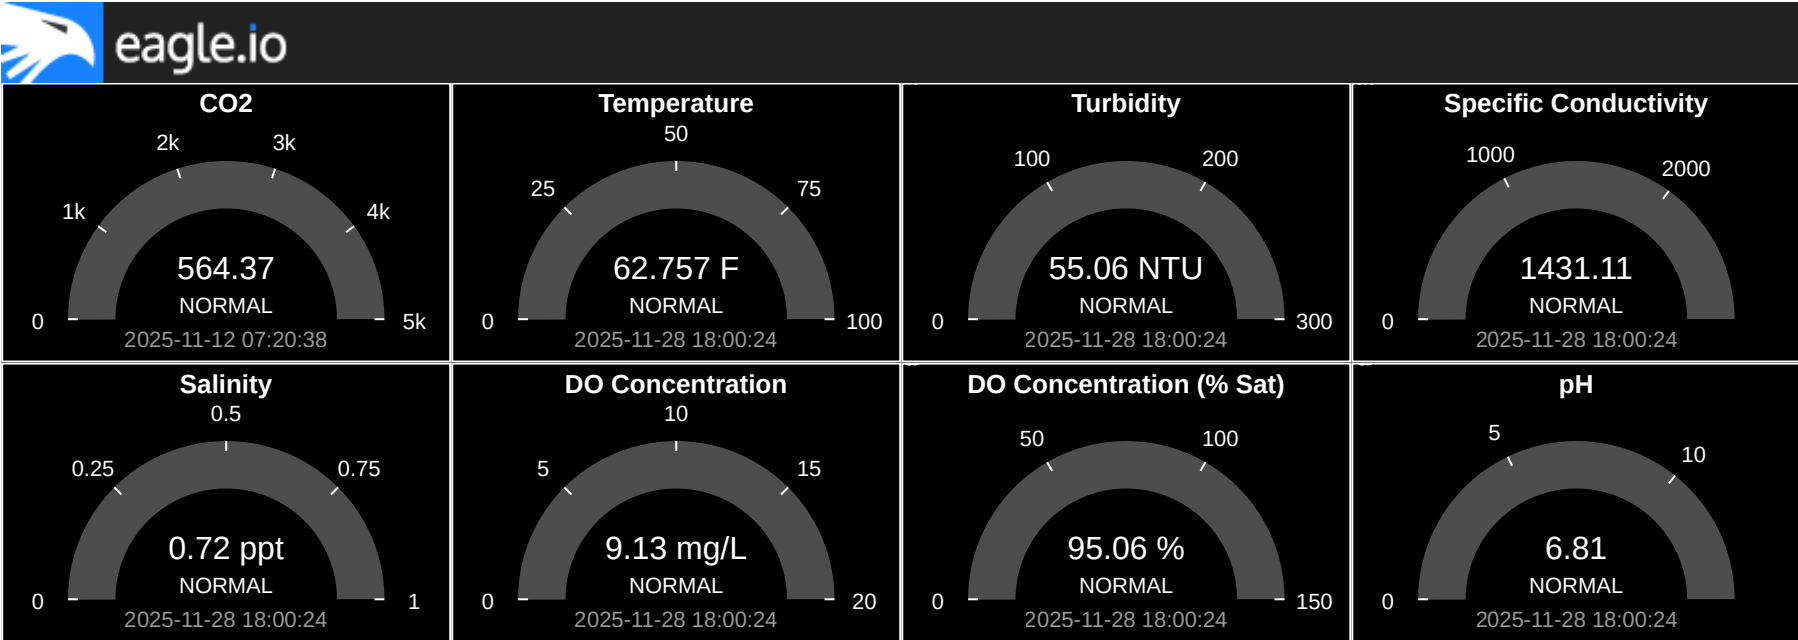 eagle.io
CO2
2k
3k
1k
4k
564.37
NORMAL
0
5k
2025-11-12 07:20:38
Temperature
50
25
75
62.757 F
NORMAL
0
100
2025-11-28 18:00:24
Turbidity
100
200
55.06 NTU
NORMAL
0
300
2025-11-28 18:00:24
Specific Conductivity
1000
2000
1431.11
NORMAL
0
2025-11-28 18:00:24
Salinity
0.5
0.25
0.75
0.72 ppt
NORMAL
0
1
2025-11-28 18:00:24
DO Concentration
10
5
15
9.13 mg/L
NORMAL
0
20
2025-11-28 18:00:24
DO Concentration (% Sat)
50
100
95.06 %
NORMAL
0
150
2025-11-28 18:00:24
pH
5
10
6.81
NORMAL
0
2025-11-28 18:00:24